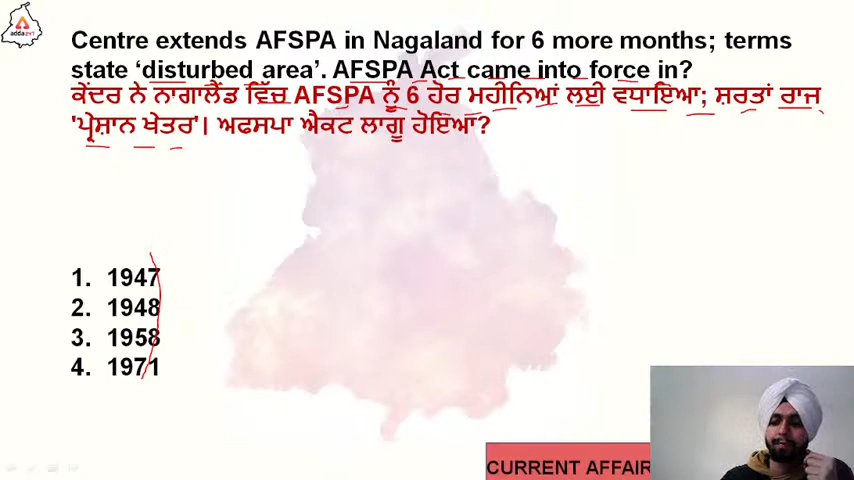 adda247
Centre extends AFSPA in Nagaland for 6 more months; terms
state ‘disturbed area’. AFSPA Act came into force in?
ਕੇਂਦਰ ਨੇ ਨਾਗਾਲੈਂਡ ਵਿੱਚ AFSPA ਨੂੰ 6 ਹੋਰ ਮਹੀਨਿਆਂ ਲਈ ਵਧਾਇਆ; ਸ਼ਰਤਾਂ ਰਾਜ
'ਪ੍ਰੇਸ਼ਾਨ ਖੇਤਰ'। ਅਫਸਪਾ ਐਕਟ ਲਾਗੂ ਹੋਇਆ?
1. 1947
2. 1948
3. 1958
4. 1971
CURRENT AFFAIR